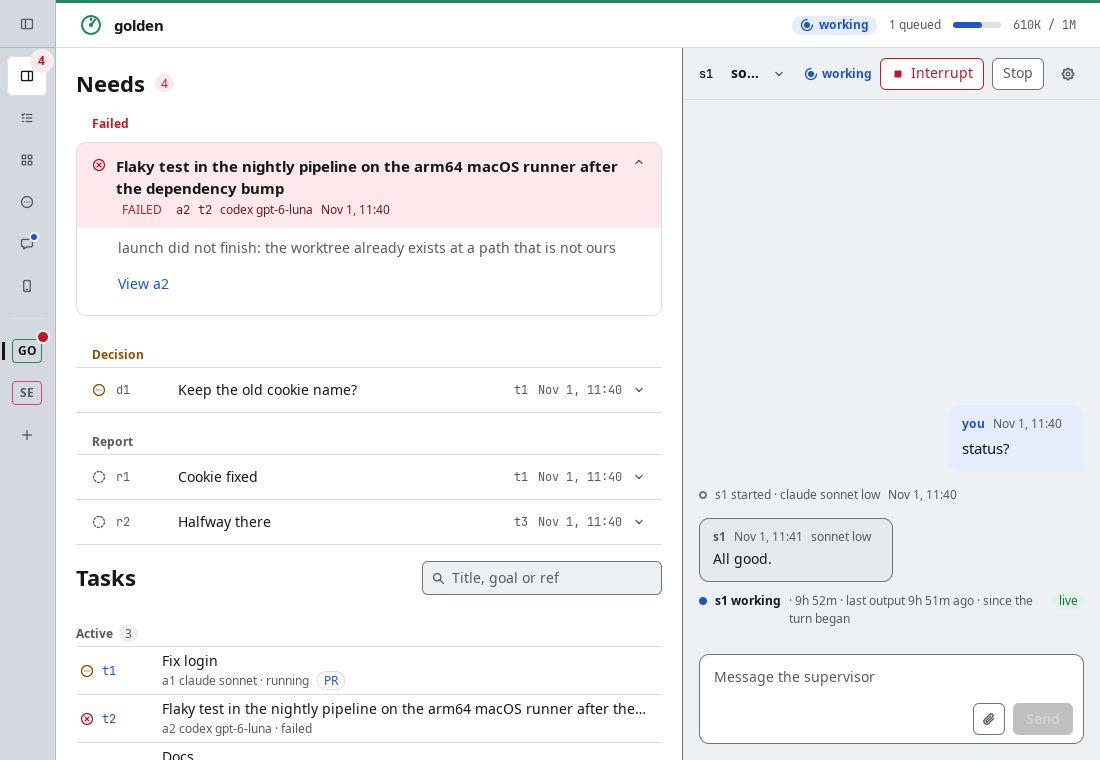 golden
working
1 queued
610K / 1M
4
GO
SE
Needs 4
Failed
Flaky test in the nightly pipeline on the arm64 macOS runner after
the dependency bump
FAILED a2 t2 codex gpt-6-luna Nov 1, 11:40
launch did not finish: the worktree already exists at a path that is not ours
View a2
Decision
d1 Keep the old cookie name? t1 Nov 1, 11:40
Report
r1 Cookie fixed t1 Nov 1, 11:40
r2 Halfway there t3 Nov 1, 11:40
Tasks
Title, goal or ref
Active 3
t1 Fix login
a1 claude sonnet · running PR
t2 Flaky test in the nightly pipeline on the arm64 macOS runner after the...
a2 codex gpt-6-luna · failed
Docs
s1 so... working Interrupt Stop
you Nov 1, 11:40
status?
s1 started · claude sonnet low Nov 1, 11:40
s1 Nov 1, 11:41 sonnet low
All good.
s1 working · 9h 52m · last output 9h 51m ago · since the
turn began
live
Message the supervisor
Send